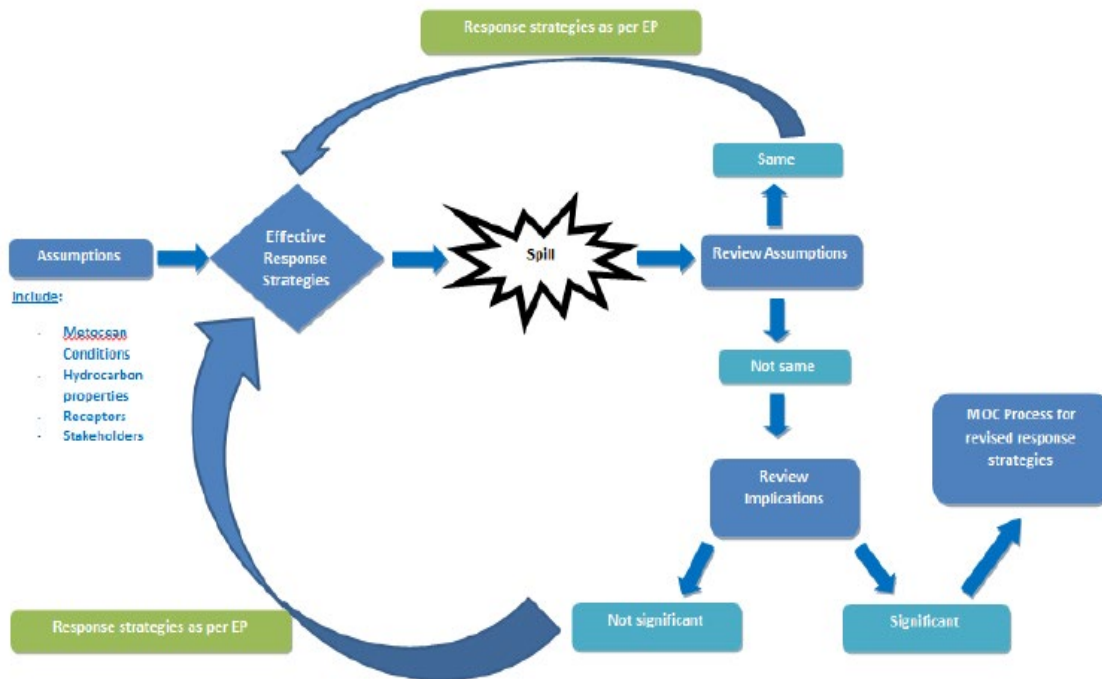 Response strategies as per EP
Same
Assumptions
Effective
Response
Strategies
Spill
Review Assumptions
Include:
- Metocean
Conditions
- Hydrocarbon
properties
- Receptors
- Stakeholders
Not same
MOC Process for
revised response
strategies
Review
Implications
Response strategies as per EP
Not significant
Significant